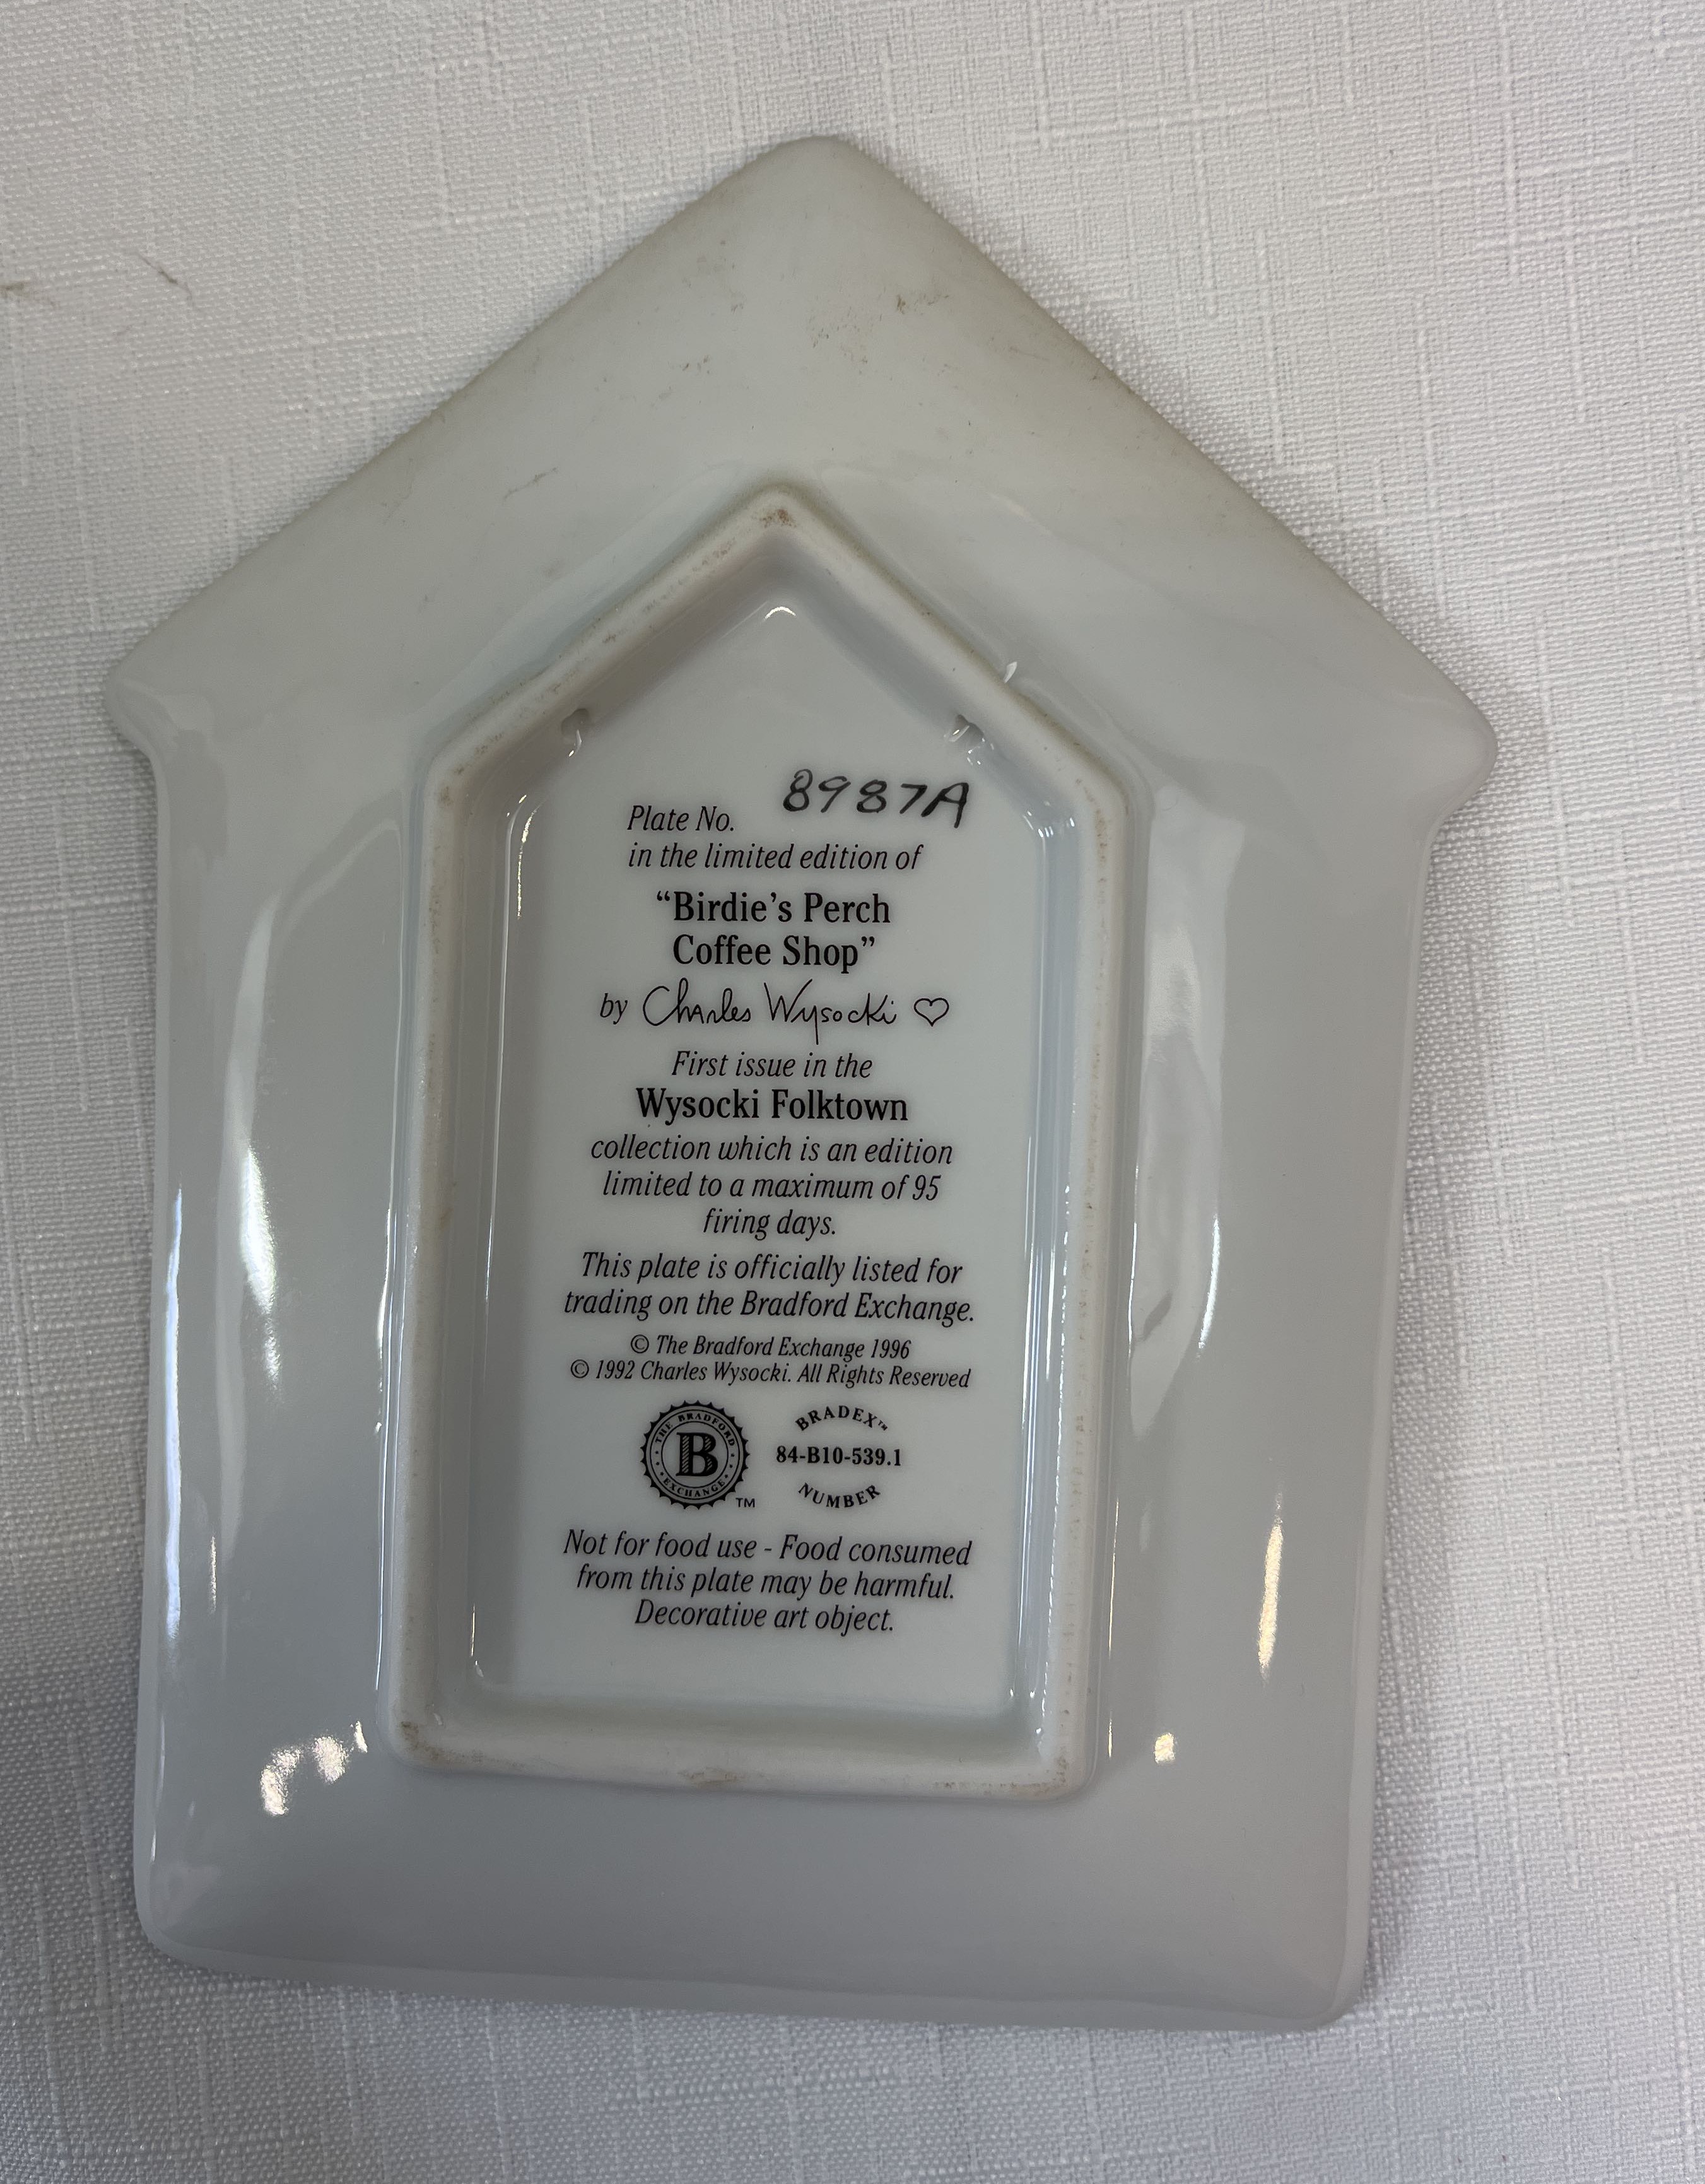 Plate No. 8987A
in the limited edition of
“Birdie’s Perch
Coffee Shop”
by Charles Wysocki ♡
First issue in the
Wysocki Folktown
collection which is an edition
limited to a maximum of 95
firing days.
This plate is officially listed for
trading on the Bradford Exchange.
© The Bradford Exchange 1996
© 1992 Charles Wysocki. All Rights Reserved
THE BRADFORD EXCHANGE
B
TM
BRADEX™
84-B10-539.1
NUMBER
Not for food use - Food consumed
from this plate may be harmful.
Decorative art object.